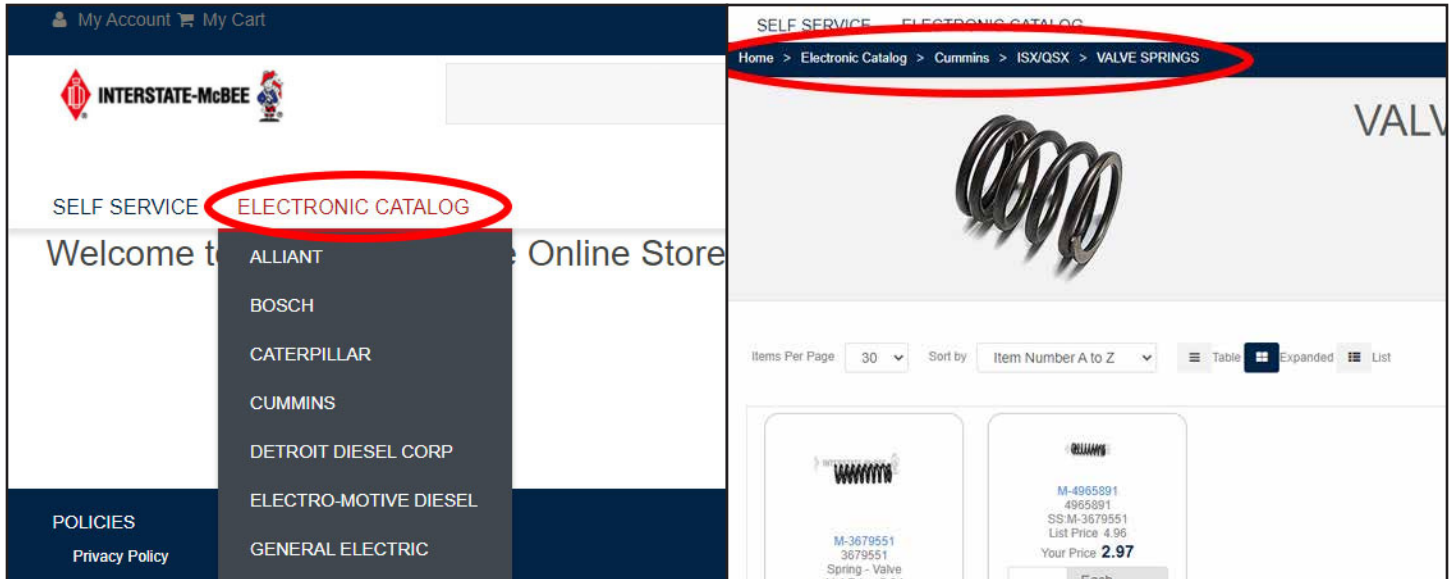 My Account My Cart
INTERSTATE-McBEE
SELF SERVICE ELECTRONIC CATALOG
Welcome t
Online Store
ALLIANT
BOSCH
CATERPILLAR
CUMMINS
DETROIT DIESEL CORP
ELECTRO-MOTIVE DIESEL
GENERAL ELECTRIC
POLICIES
Privacy Policy
SELF SERVICE ELECTRONIC CATALOG
Home > Electronic Catalog > Cummins > ISX/QSX > VALVE SPRINGS
VALV
Items Per Page 30 Sort by Item Number A to Z Table Expanded List
INTERSTATE-McBEE
M-3679551
3679551
Spring - Valve
M-4965891
4965891
SS:M-3679551
List Price 4.96
Your Price 2.97
Each